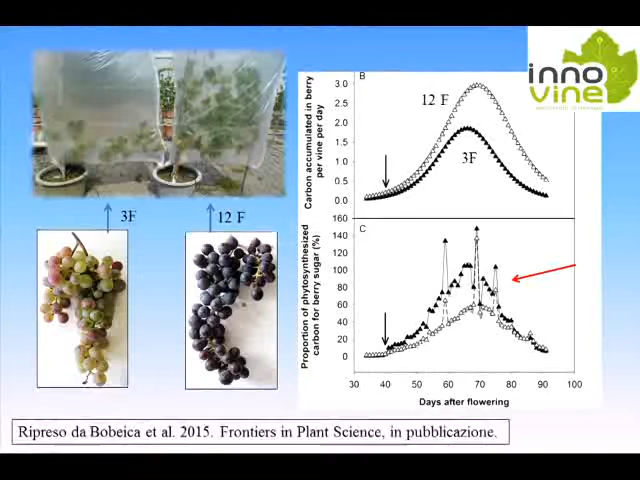 inno
vine
3F
12 F
B
Carbon accumulated in berry
per vine per day
3.0
2.5
2.0
1.5
1.0
0.5
0.0
12 F
3F
C
Proportion of phytosynthesized
carbon for berry sugar (%)
160
140
120
100
80
60
40
20
0
30 40 50 60 70 80 90 100
Days after flowering
Ripreso da Bobeica et al. 2015. Frontiers in Plant Science, in pubblicazione.